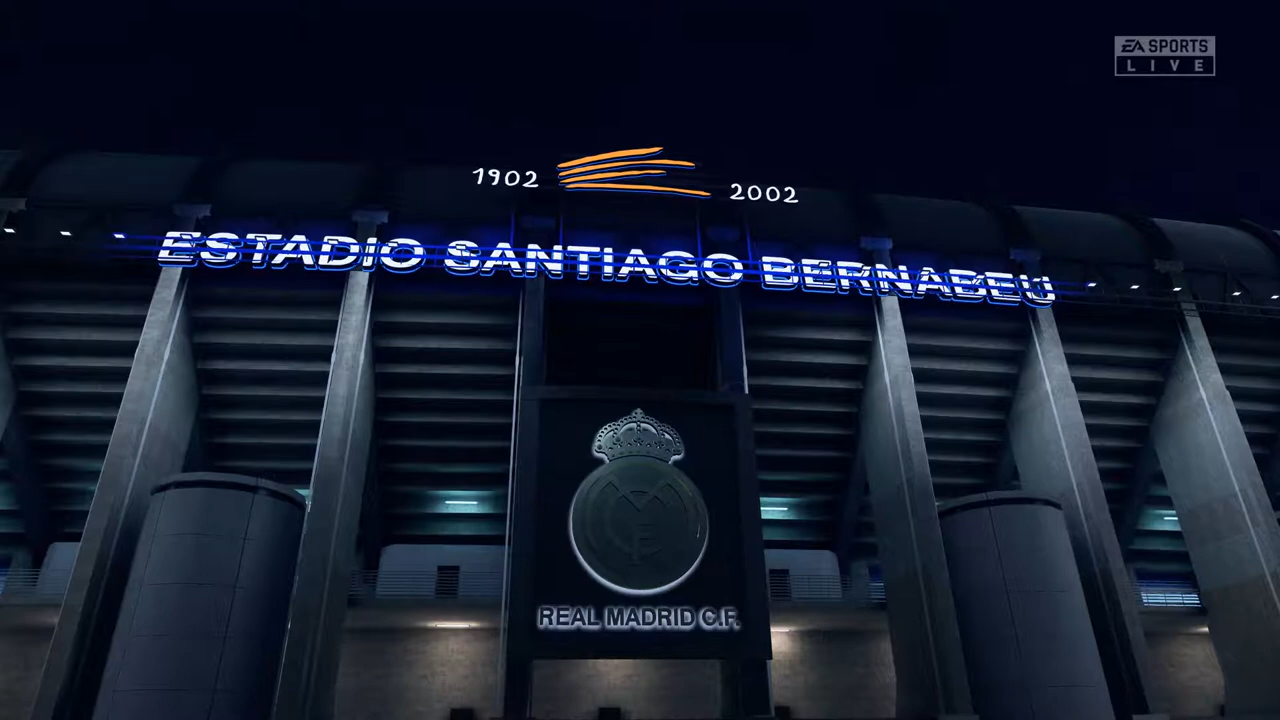 EA SPORTS
LIVE
1902 2002
ESTADIO SANTIAGO BERNABEU
REAL MADRID C.F.